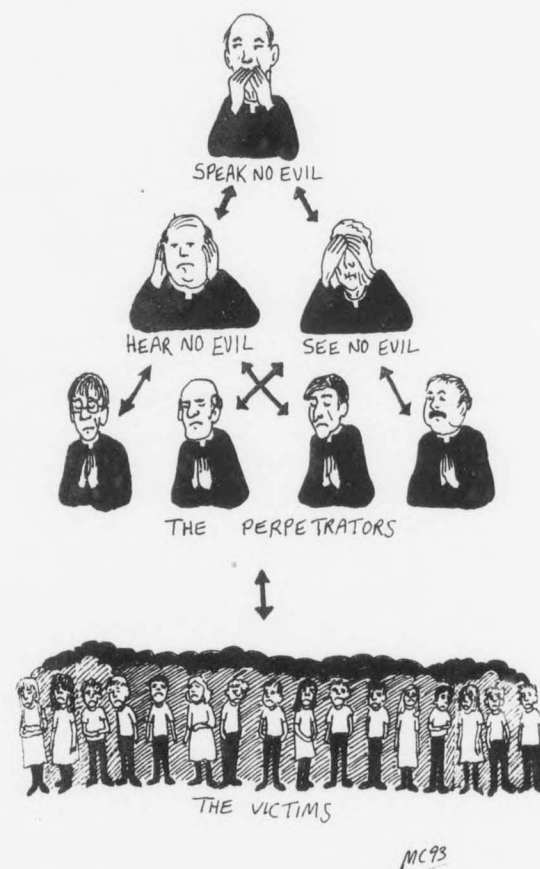 SPEAK NO EVIL
HEAR NO EVIL
SEE NO EVIL
THE PERPETRATORS
THE VICTIMS
MC93